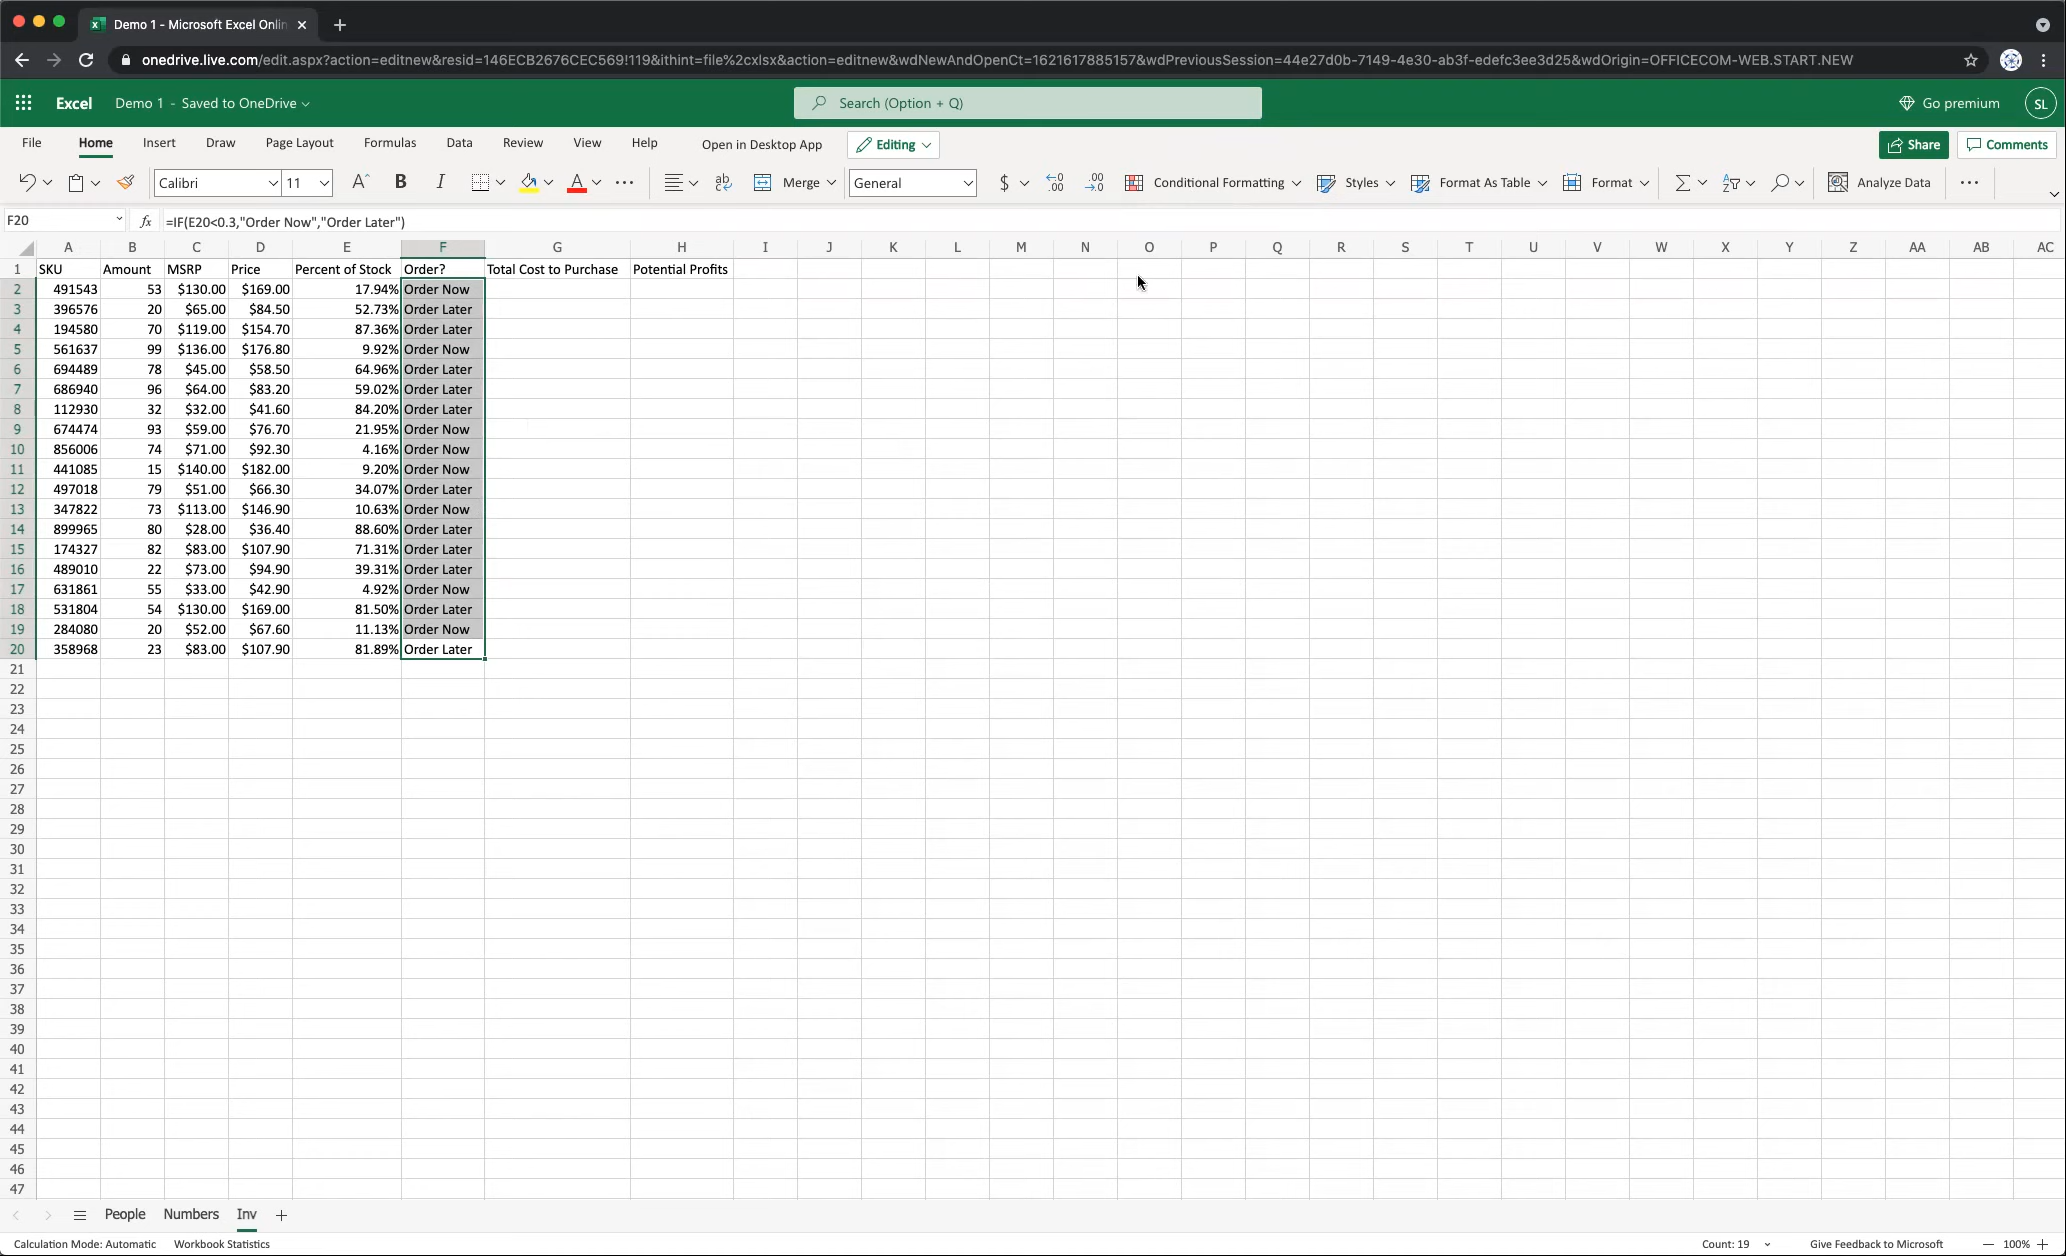 Demo 1 - Microsoft Excel Onlin
onedrive.live.com/edit.aspx?action=editnew&resid=146ECB2676CEC569!119&ithint=file%2cxlsx&action=editnew&wdNewAndOpenCt=1621617885157&wdPreviousSession=44e27d0b-7149-4e30-ab3f-edefc3ee3d25&wdOrigin=OFFICECOM-WEB.START.NEW
Excel Demo 1 - Saved to OneDrive Search (Option + Q) Go premium SL
File Home Insert Draw Page Layout Formulas Data Review View Help Open in Desktop App Editing Share Comments
Calibri 11 A B I A ab Merge General $ .00 .00 Conditional Formatting Styles Format As Table Format Analyze Data
F20 fx =IF(E20<0.3,"Order Now","Order Later")
A B C D E F G H I J K L M N O P Q R S T U V W X Y Z AA AB AC
1 SKU Amount MSRP Price Percent of Stock Order? Total Cost to Purchase Potential Profits
2 491543 53 $130.00 $169.00 17.94% Order Now
3 396576 20 $65.00 $84.50 52.73% Order Later
4 194580 70 $119.00 $154.70 87.36% Order Later
5 561637 99 $136.00 $176.80 9.92% Order Now
6 694489 78 $45.00 $58.50 64.96% Order Later
7 686940 96 $64.00 $83.20 59.02% Order Later
8 112930 32 $32.00 $41.60 84.20% Order Later
9 674474 93 $59.00 $76.70 21.95% Order Now
10 856006 74 $71.00 $92.30 4.16% Order Now
11 441085 15 $140.00 $182.00 9.20% Order Now
12 497018 79 $51.00 $66.30 34.07% Order Later
13 347822 73 $113.00 $146.90 10.63% Order Now
14 899965 80 $28.00 $36.40 88.60% Order Later
15 174327 82 $83.00 $107.90 71.31% Order Later
16 489010 22 $73.00 $94.90 39.31% Order Later
17 631861 55 $33.00 $42.90 4.92% Order Now
18 531804 54 $130.00 $169.00 81.50% Order Later
19 284080 20 $52.00 $67.60 11.13% Order Now
20 358968 23 $83.00 $107.90 81.89% Order Later
21
22
23
24
25
26
27
28
29
30
31
32
33
34
35
36
37
38
39
40
41
42
43
44
45
46
47
People Numbers Inv
Calculation Mode: Automatic Workbook Statistics Count: 19 Give Feedback to Microsoft 100%